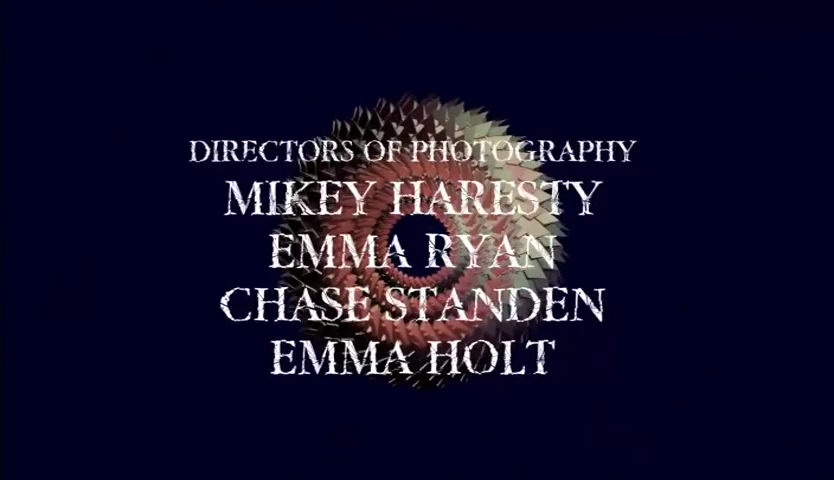 DIRECTORS OF PHOTOGRAPHY
MIKEY HARESTY
EMMA RYAN
CHASE STANDEN
EMMA HOLT